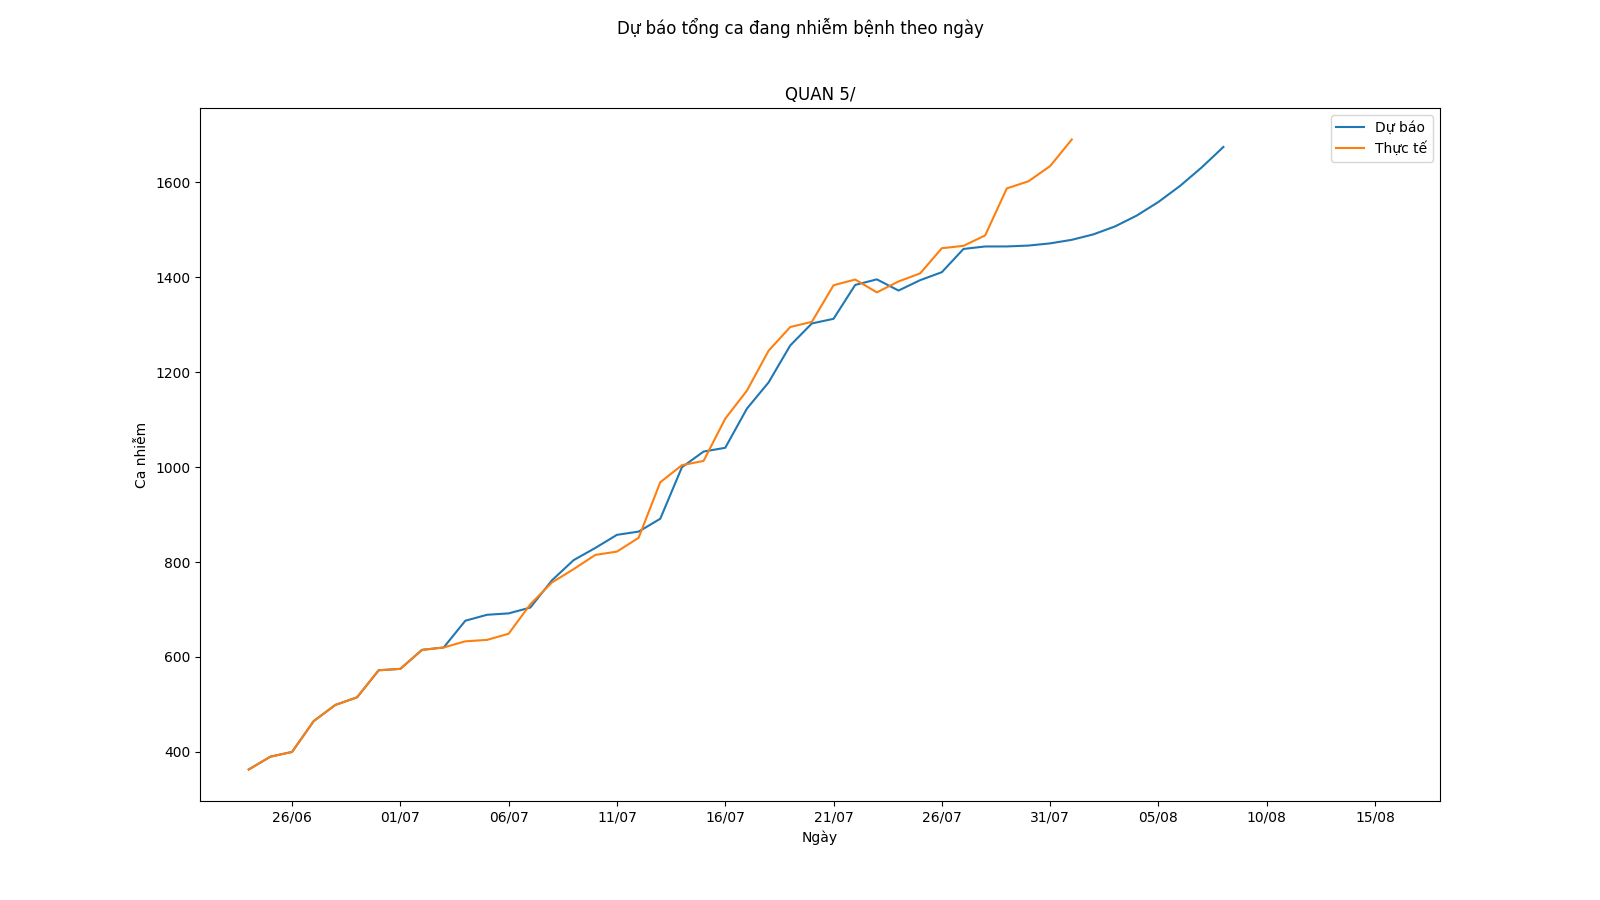 Dự báo tổng ca đang nhiễm bệnh theo ngày
QUAN 5/
Dự báo
Thực tế
Ca nhiễm
1600
1400
1200
1000
800
600
400
26/06 01/07 06/07 11/07 16/07 21/07 26/07 31/07 05/08 10/08 15/08
Ngày